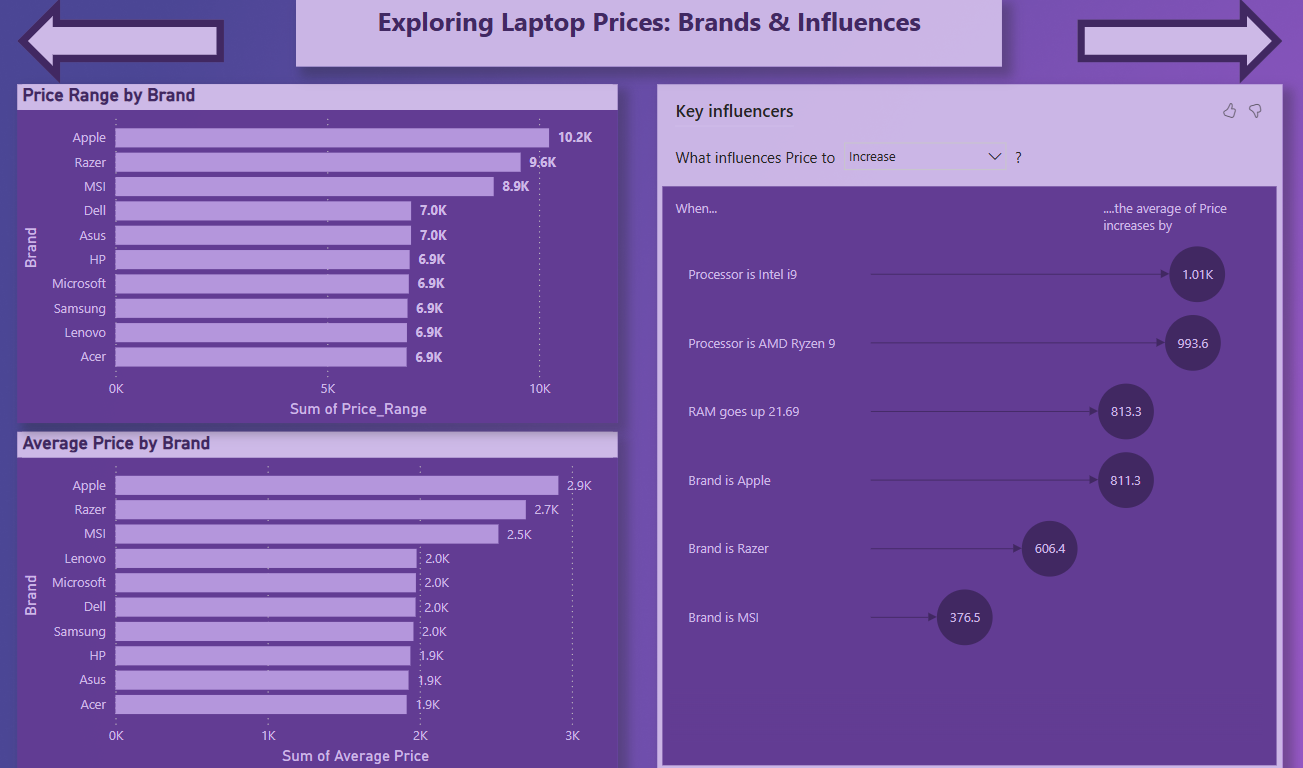 Exploring Laptop Prices: Brands & Influences
Price Range by Brand
Brand
Apple 10.2K
Razer 9.6K
MSI 8.9K
Dell 7.0K
Asus 7.0K
HP 6.9K
Microsoft 6.9K
Samsung 6.9K
Lenovo 6.9K
Acer 6.9K
0K 5K 10K
Sum of Price_Range
Average Price by Brand
Brand
Apple 2.9K
Razer 2.7K
MSI 2.5K
Lenovo 2.0K
Microsoft 2.0K
Dell 2.0K
Samsung 2.0K
HP 1.9K
Asus 1.9K
Acer 1.9K
0K 1K 2K 3K
Sum of Average Price
Key influencers
What influences Price to Increase ?
When...
....the average of Price
increases by
Processor is Intel i9 1.01K
Processor is AMD Ryzen 9 993.6
RAM goes up 21.69 813.3
Brand is Apple 811.3
Brand is Razer 606.4
Brand is MSI 376.5